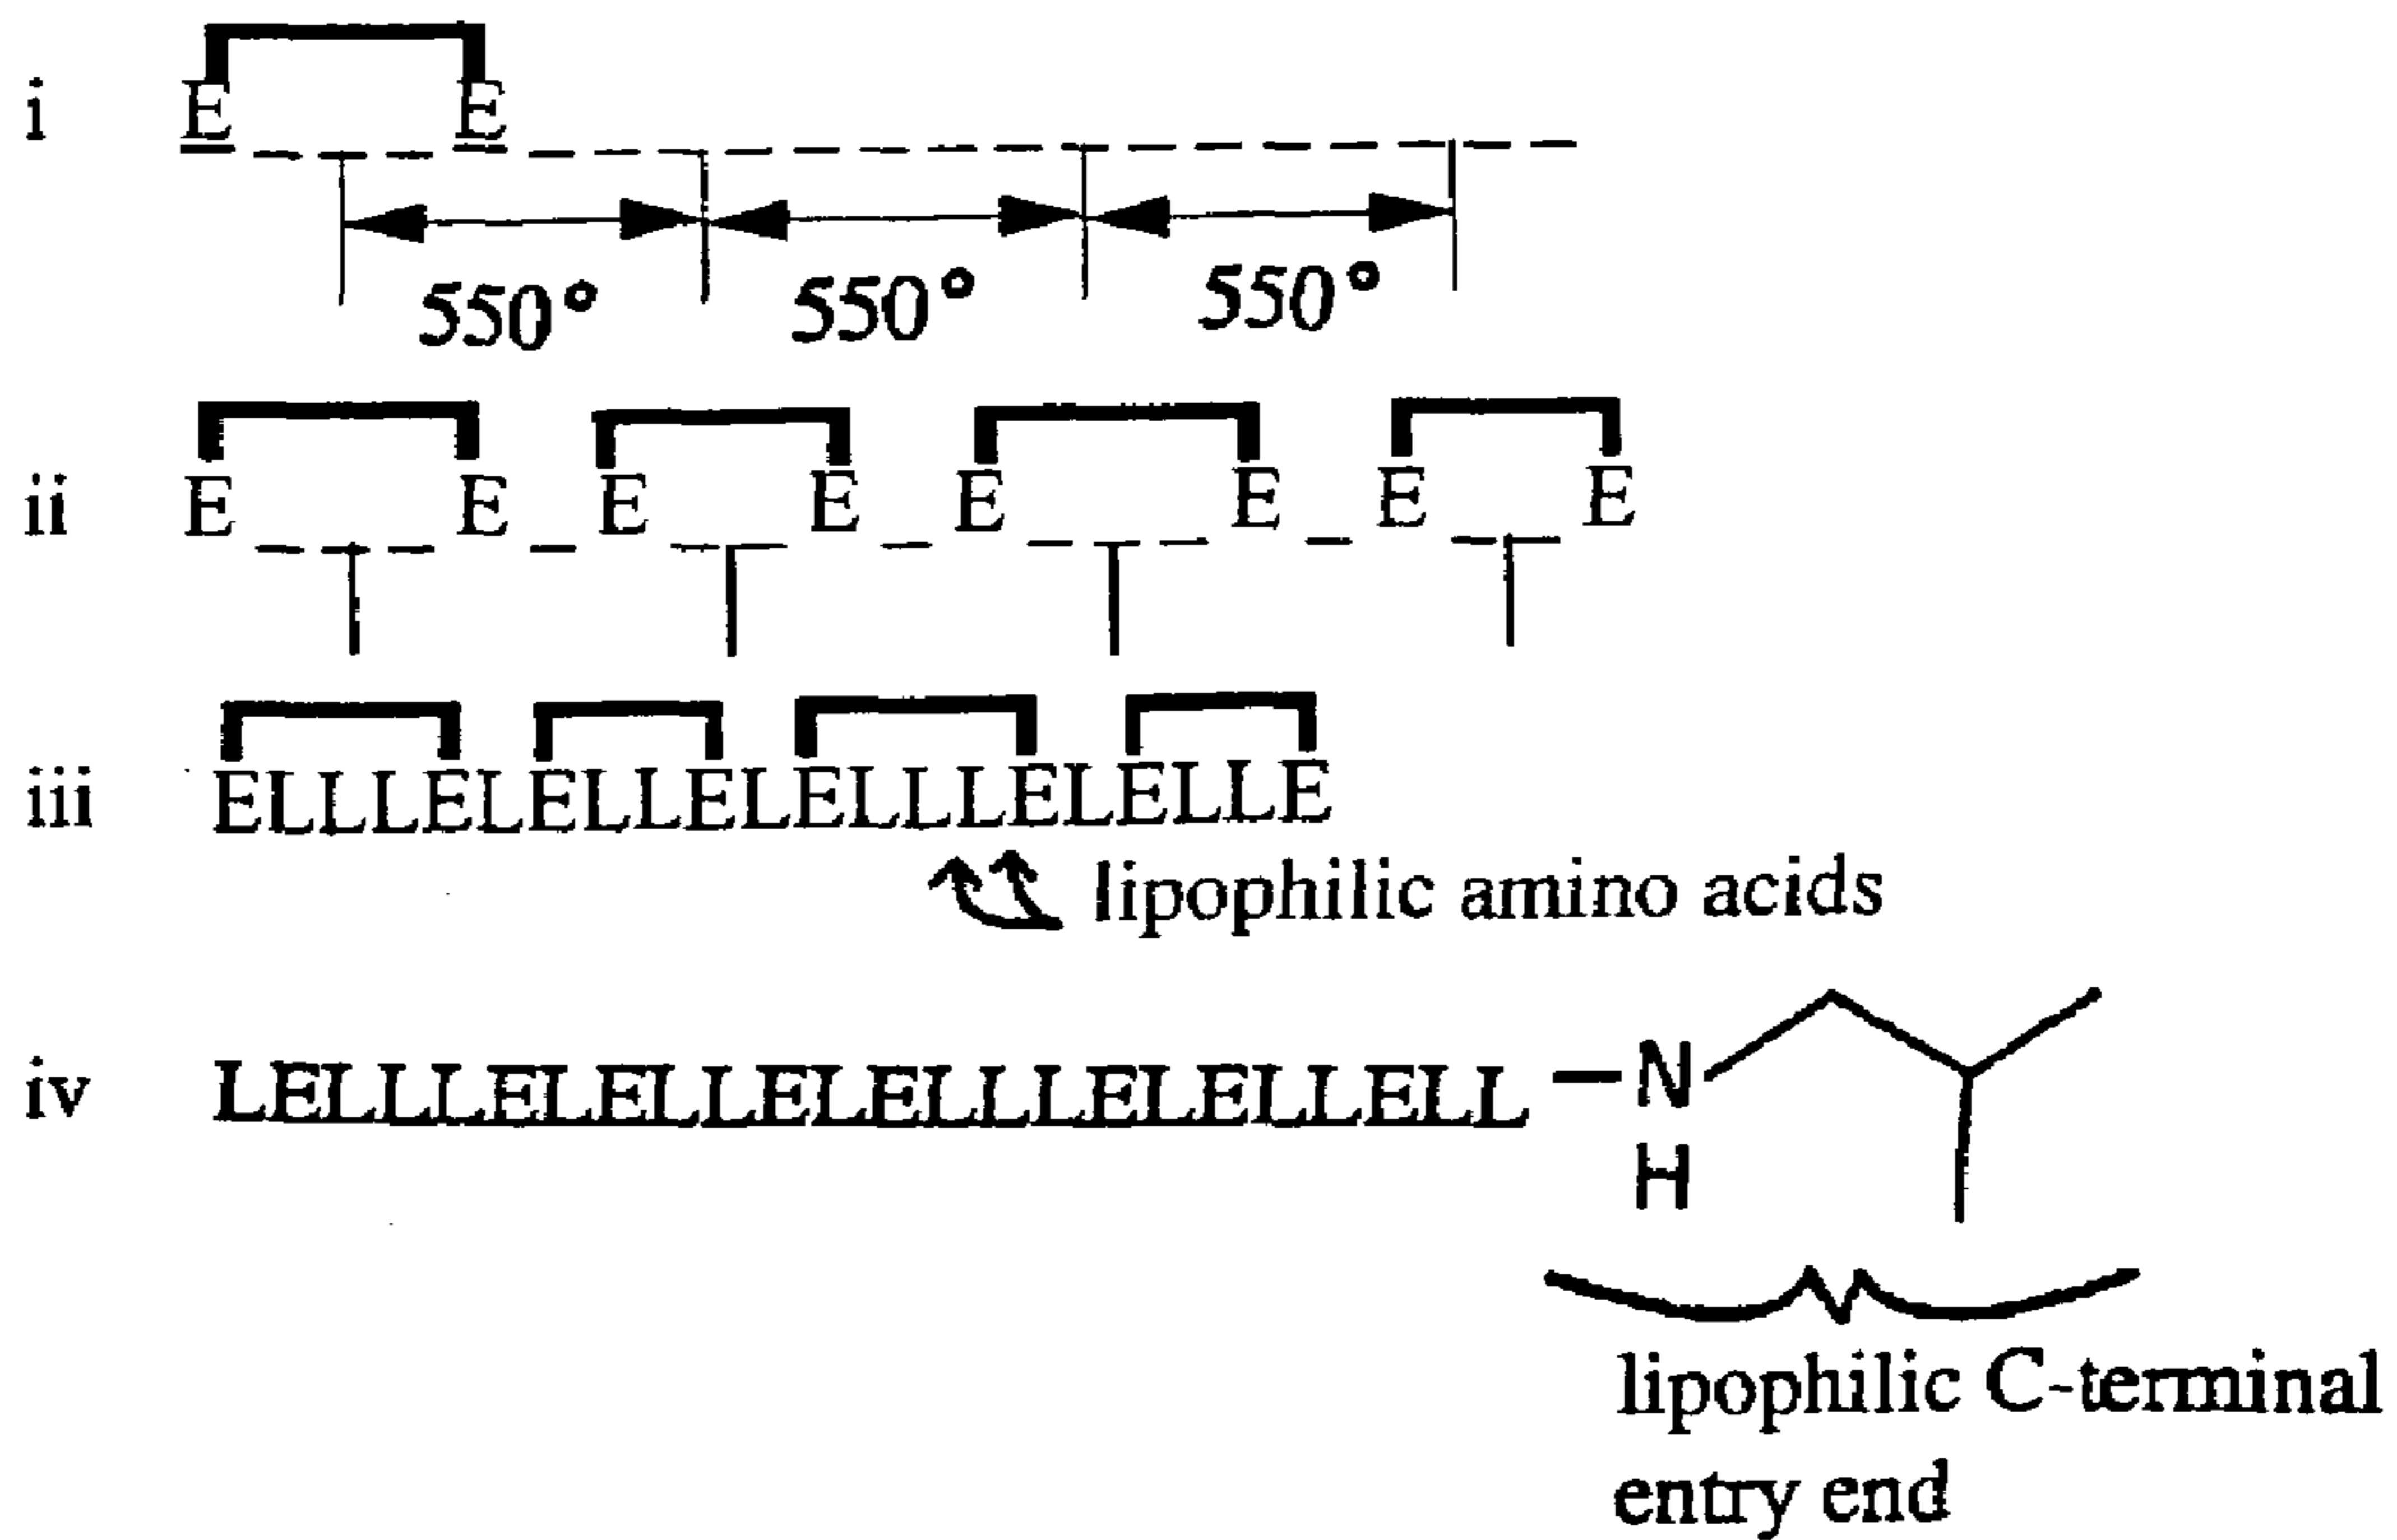 i E E
550° 550° 550°
ii E E E E E E E E
iii ELLLELELLELELLLELELLE
lipophilic amino acids
iv LELLLELELLELELLLELELLELL — N
H
lipophilic C-terminal
entry end